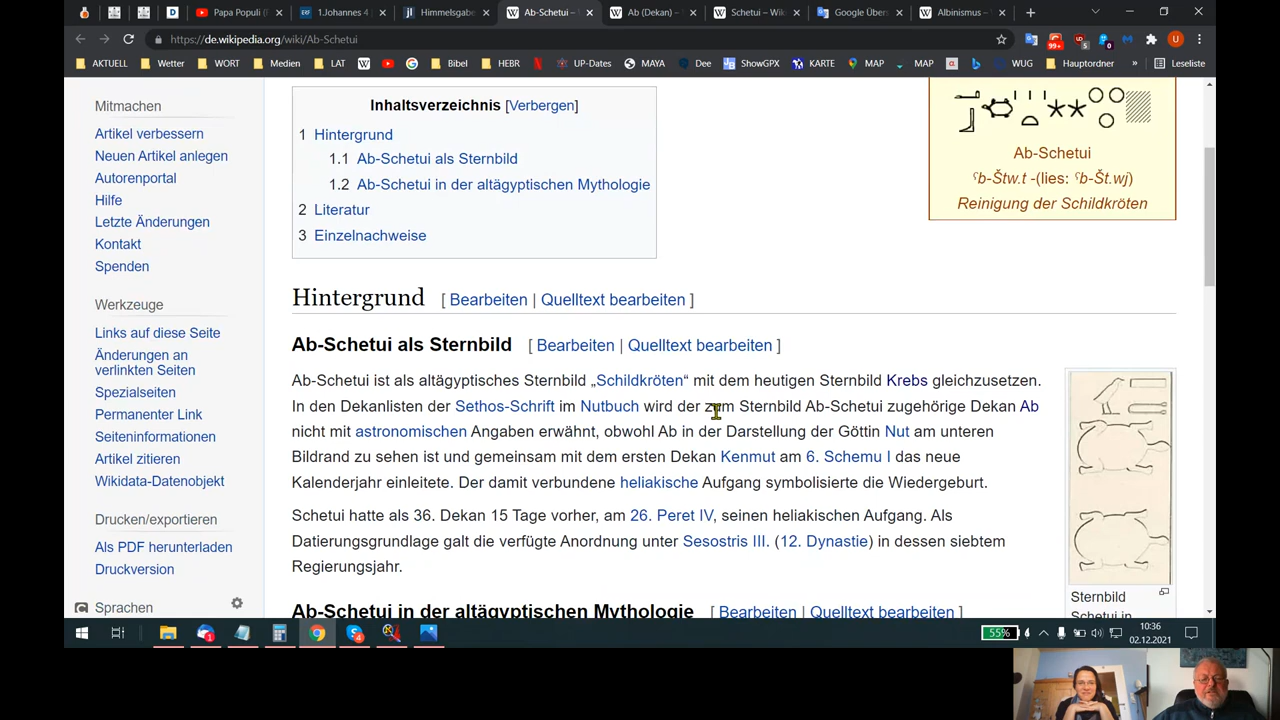 Papa Populi (
1.Johannes 4
Himmelsgabe
Ab-Schetui –
Ab (Dekan) –
Schetui – Wik
Google Übers
Albinismus –
https://de.wikipedia.org/wiki/Ab-Schetui
99+
5
0
U
AKTUELL
Wetter
WORT
Medien
LAT
Bibel
HEBR
UP-Dates
MAYA
Dee
ShowGPX
KARTE
MAP
MAP
WUG
Hauptordner
»
Leseliste
Mitmachen
Artikel verbessern
Neuen Artikel anlegen
Autorenportal
Hilfe
Letzte Änderungen
Kontakt
Spenden
Werkzeuge
Links auf diese Seite
Änderungen an
verlinkten Seiten
Spezialseiten
Permanenter Link
Seiteninformationen
Artikel zitieren
Wikidata-Datenobjekt
Drucken/exportieren
Als PDF herunterladen
Druckversion
Sprachen
Inhaltsverzeichnis [Verbergen]
1 Hintergrund
1.1 Ab-Schetui als Sternbild
1.2 Ab-Schetui in der altägyptischen Mythologie
2 Literatur
3 Einzelnachweise
Ab-Schetui
ˁb-Štw.t -(lies: ˁb-Št.wj)
Reinigung der Schildkröten
Hintergrund [ Bearbeiten | Quelltext bearbeiten ]
Ab-Schetui als Sternbild [ Bearbeiten | Quelltext bearbeiten ]
Ab-Schetui ist als altägyptisches Sternbild „Schildkröten“ mit dem heutigen Sternbild Krebs gleichzusetzen.
In den Dekanlisten der Sethos-Schrift im Nutbuch wird der zum Sternbild Ab-Schetui zugehörige Dekan Ab
nicht mit astronomischen Angaben erwähnt, obwohl Ab in der Darstellung der Göttin Nut am unteren
Bildrand zu sehen ist und gemeinsam mit dem ersten Dekan Kenmut am 6. Schemu I das neue
Kalenderjahr einleitete. Der damit verbundene heliakische Aufgang symbolisierte die Wiedergeburt.
Schetui hatte als 36. Dekan 15 Tage vorher, am 26. Peret IV, seinen heliakischen Aufgang. Als
Datierungsgrundlage galt die verfügte Anordnung unter Sesostris III. (12. Dynastie) in dessen siebtem
Regierungsjahr.
Sternbild
Schetui in
Ab-Schetui in der altägyptischen Mythologie [ Bearbeiten | Quelltext bearbeiten ]
55%
10:36
02.12.2021